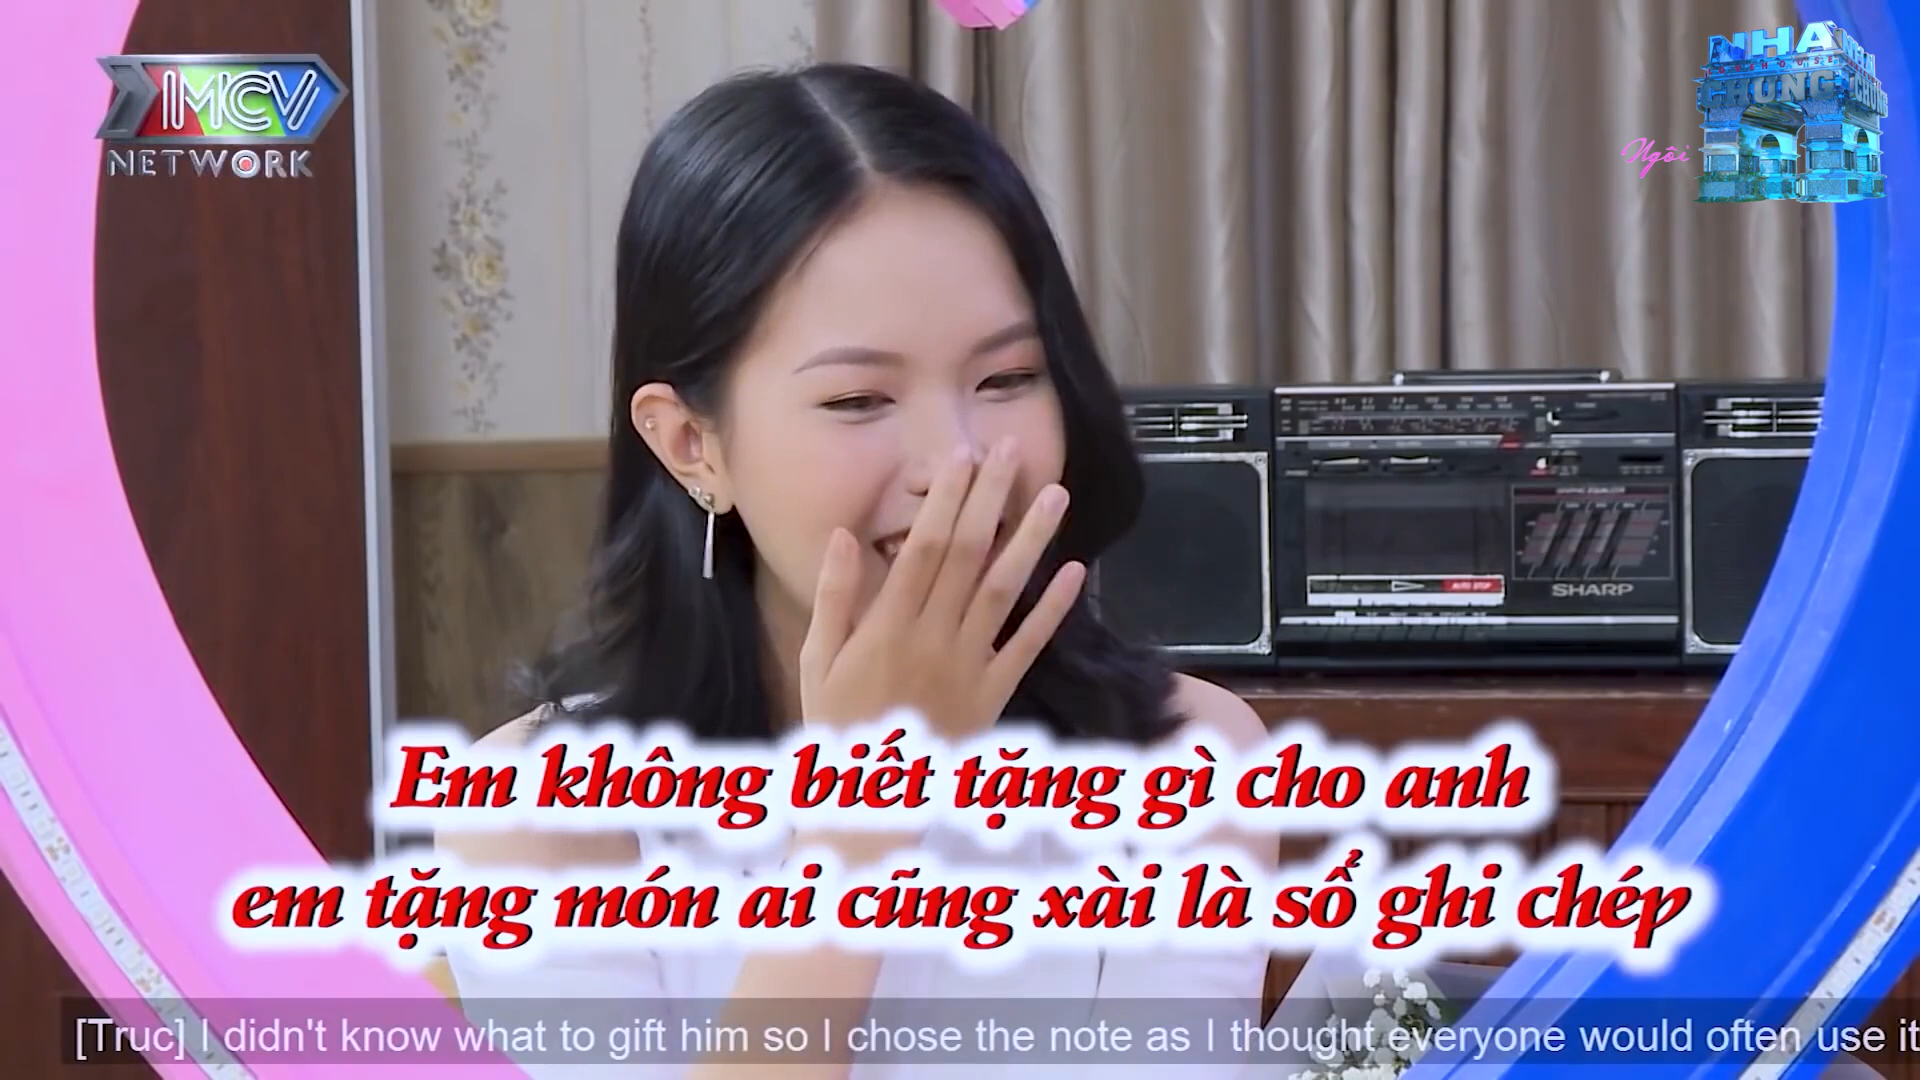 MCV
NETWORK
NHÀ
CHUNG
Ngôi
SHARP
Em không biết tặng gì cho anh
em tặng món ai cũng xài là sổ ghi chép
[Truc] I didn't know what to gift him so I chose the note as I thought everyone would often use it